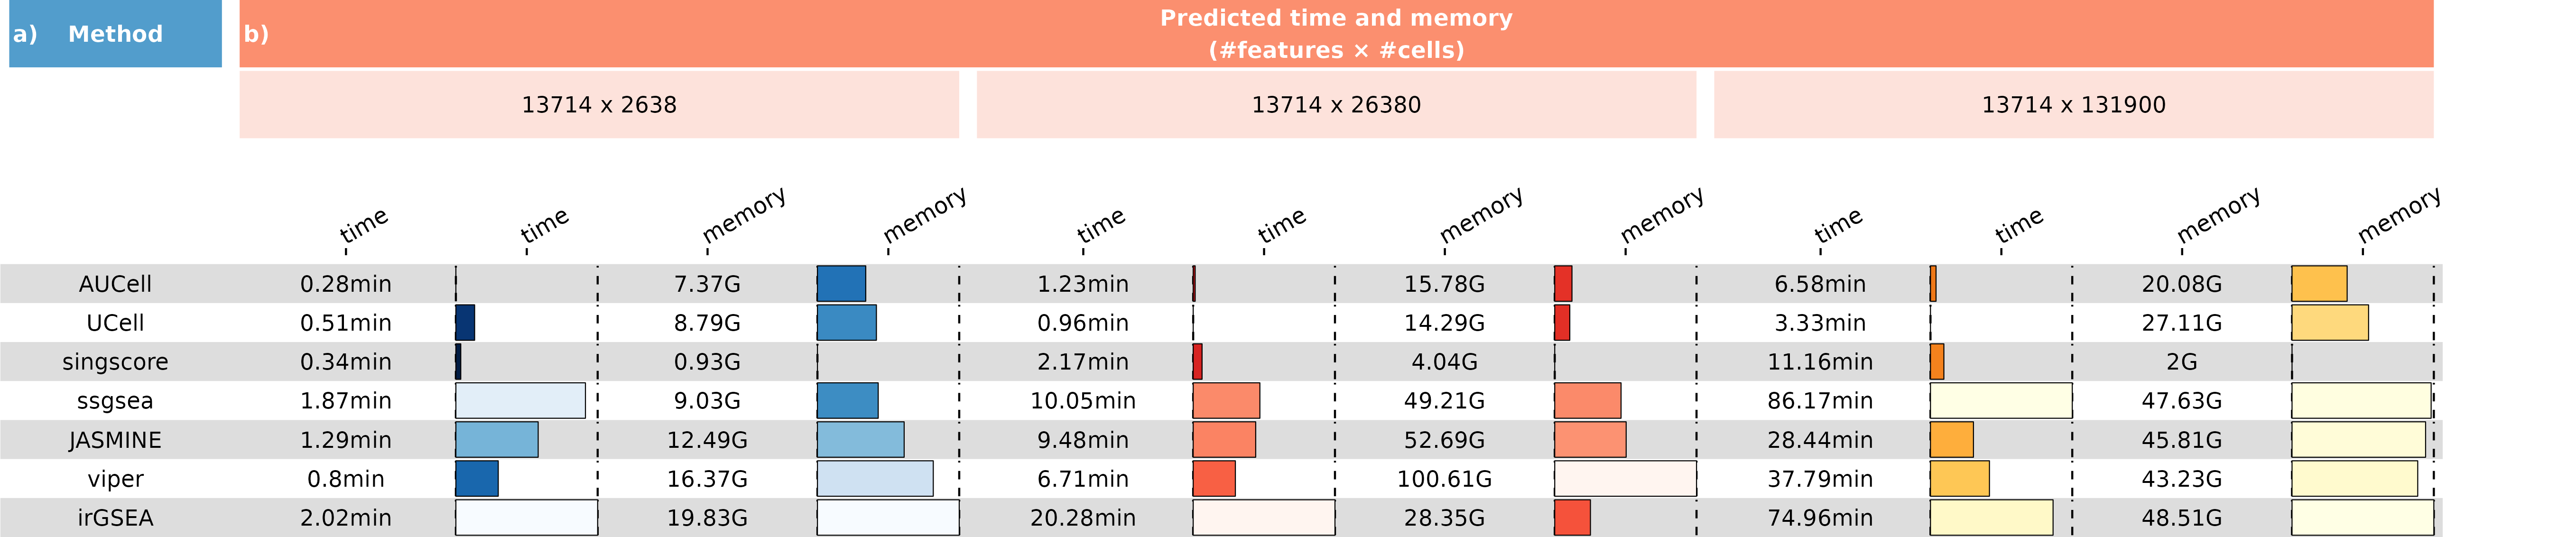 a) Method b) Predicted time and memory
(#features × #cells)
13714 x 2638 13714 x 26380 13714 x 131900
time time memory memory time time memory memory time time memory memory
AUCell 0.28min 7.37G 1.23min 15.78G 6.58min 20.08G
UCell 0.51min 8.79G 0.96min 14.29G 3.33min 27.11G
singscore 0.34min 0.93G 2.17min 4.04G 11.16min 2G
ssgsea 1.87min 9.03G 10.05min 49.21G 86.17min 47.63G
JASMINE 1.29min 12.49G 9.48min 52.69G 28.44min 45.81G
viper 0.8min 16.37G 6.71min 100.61G 37.79min 43.23G
irGSEA 2.02min 19.83G 20.28min 28.35G 74.96min 48.51G